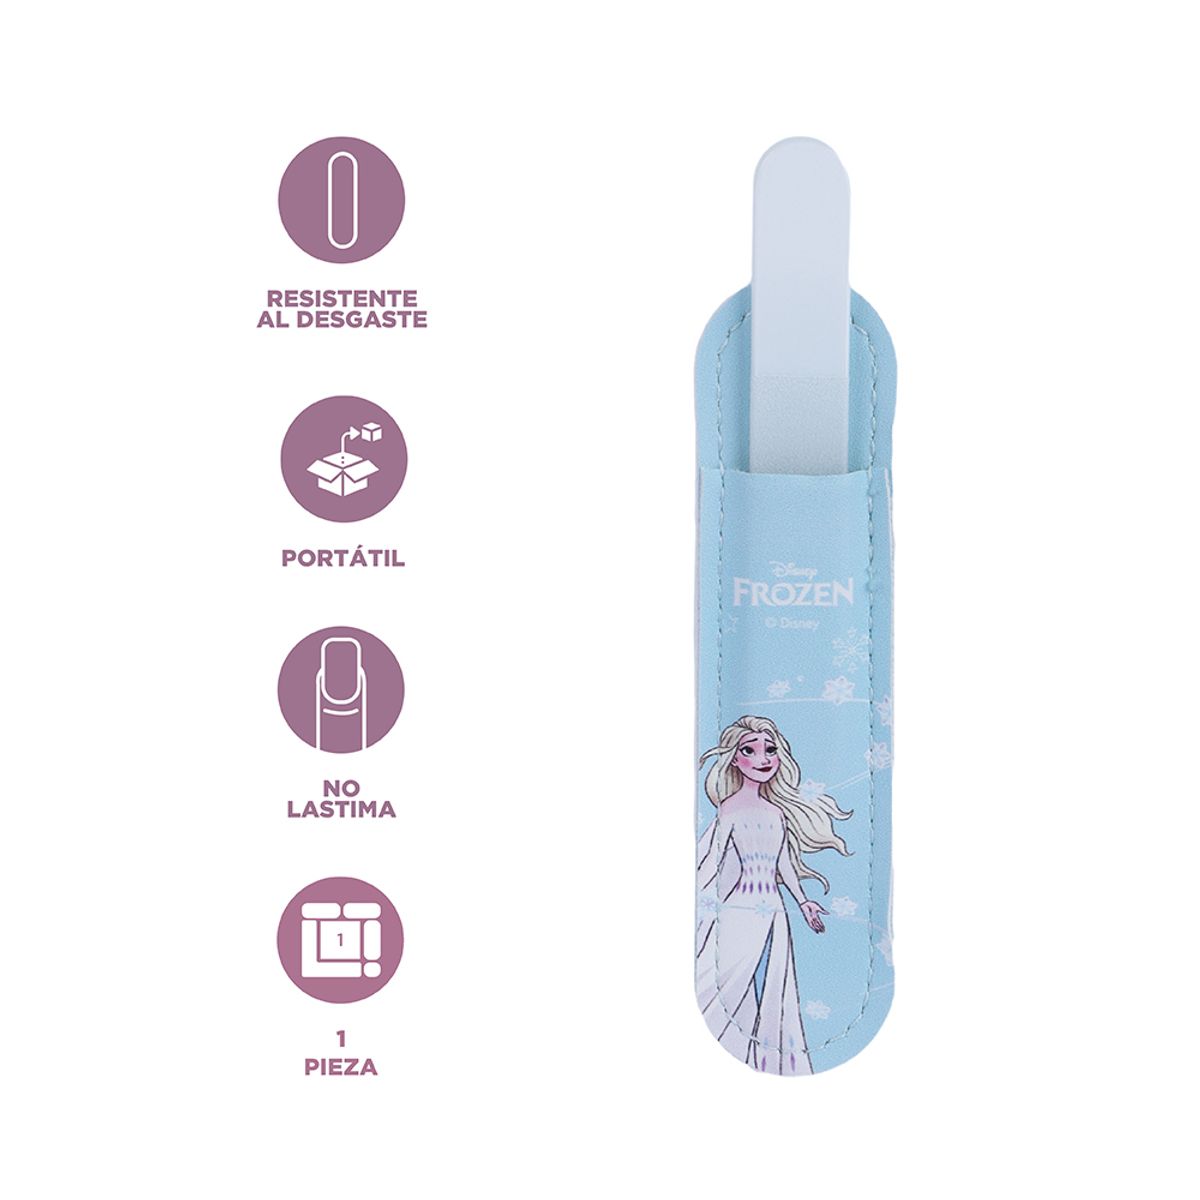 RESISTENTE
AL DESGASTE
PORTÁTIL
NO
LASTIMA
1
1
PIEZA
Disney
FROZEN
© Disney